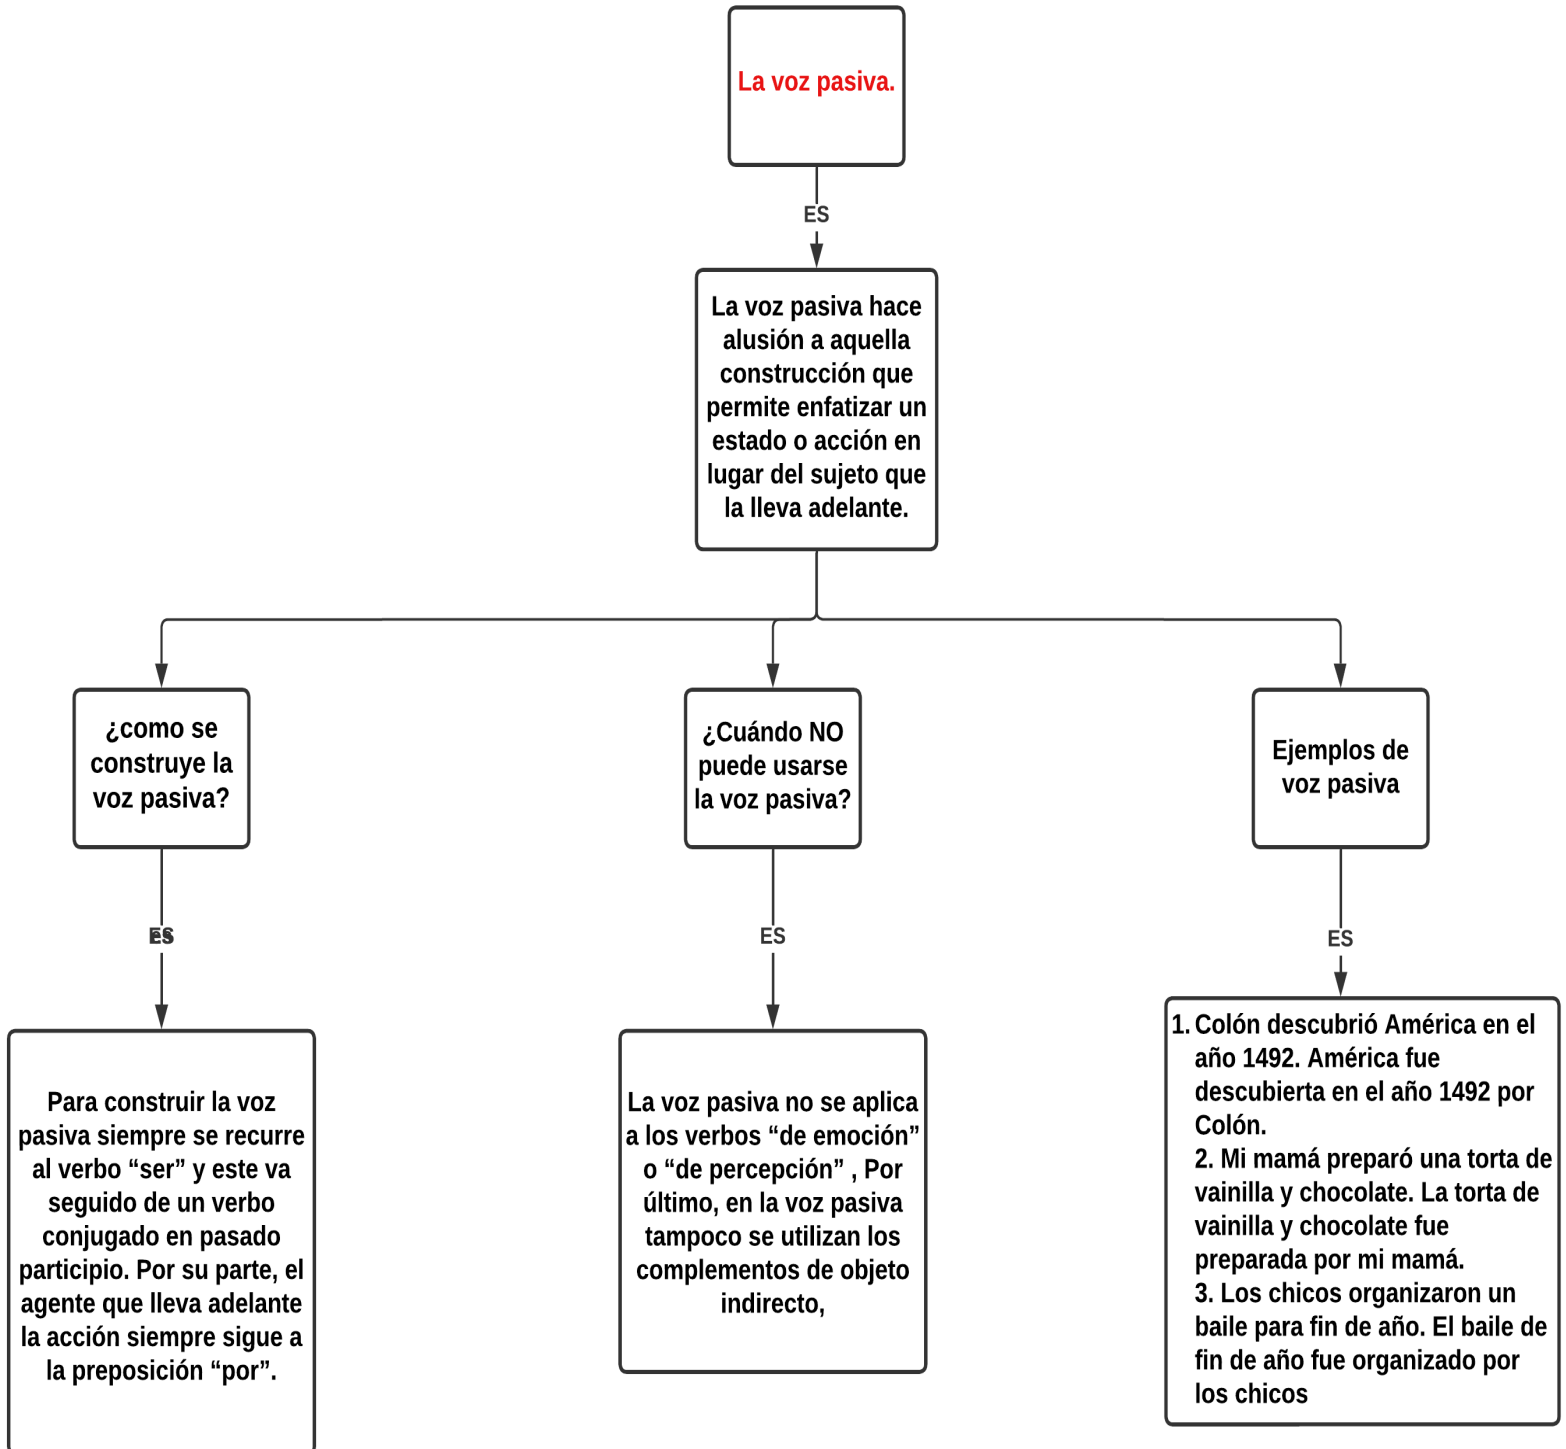 La voz pasiva.
ES
La voz pasiva hace
alusión a aquella
construcción que
permite enfatizar un
estado o acción en
lugar del sujeto que
la lleva adelante.
¿como se
construye la
voz pasiva?
¿Cuándo NO
puede usarse
la voz pasiva?
Ejemplos de
voz pasiva
ES
es
ES
ES
Para construir la voz
pasiva siempre se recurre
al verbo “ser” y este va
seguido de un verbo
conjugado en pasado
participio. Por su parte, el
agente que lleva adelante
la acción siempre sigue a
la preposición “por”.
La voz pasiva no se aplica
a los verbos “de emoción”
o “de percepción” , Por
último, en la voz pasiva
tampoco se utilizan los
complementos de objeto
indirecto,
1. Colón descubrió América en el
año 1492. América fue
descubierta en el año 1492 por
Colón.
2. Mi mamá preparó una torta de
vainilla y chocolate. La torta de
vainilla y chocolate fue
preparada por mi mamá.
3. Los chicos organizaron un
baile para fin de año. El baile de
fin de año fue organizado por
los chicos